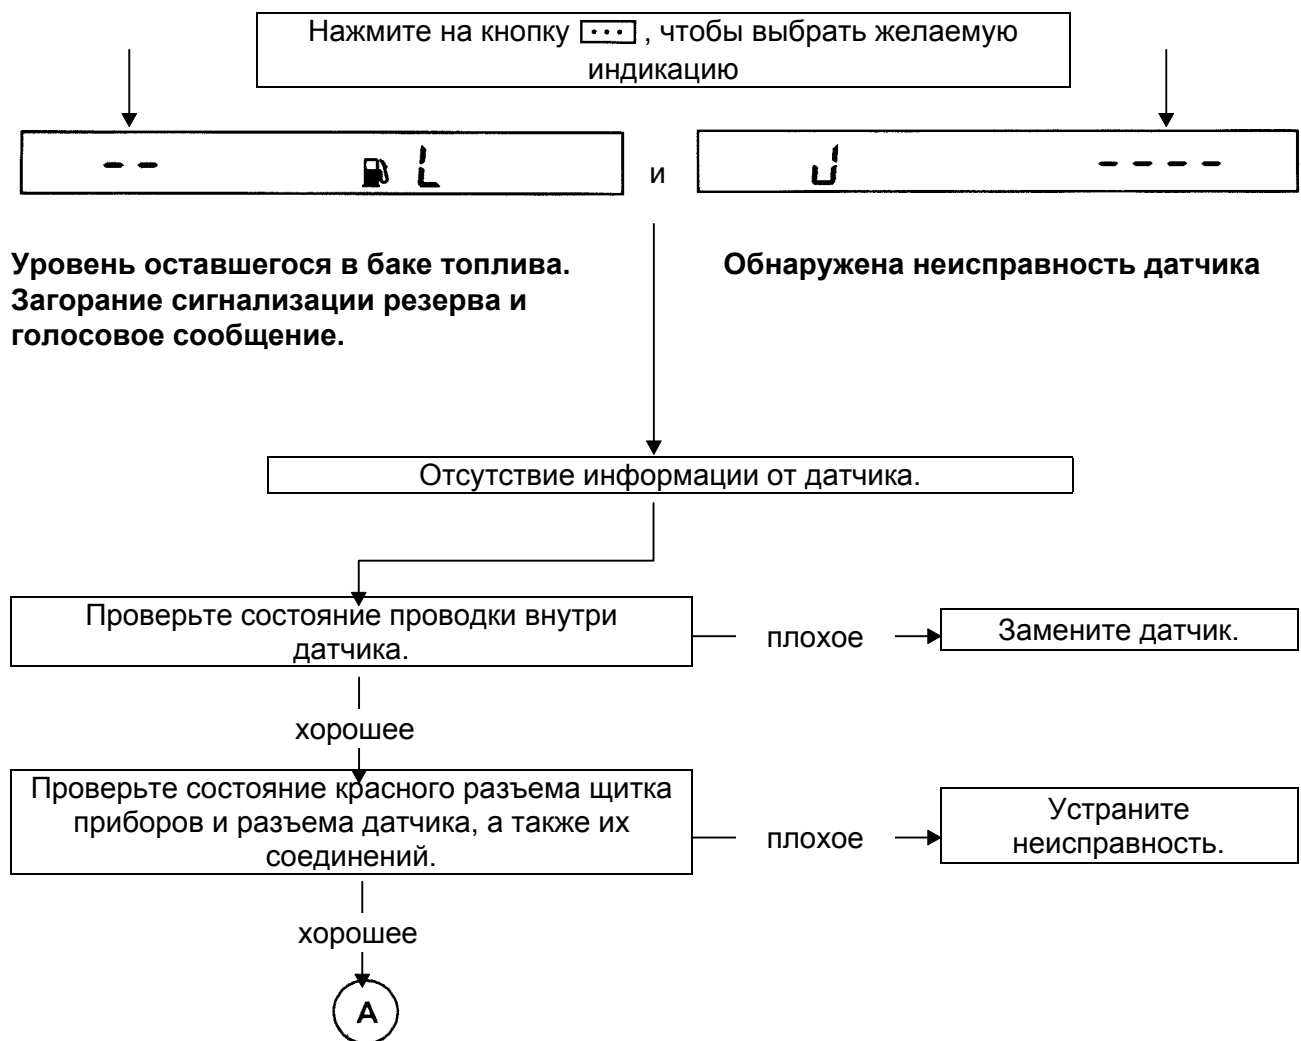 Нажмите на кнопку ··· , чтобы выбрать желаемую
индикацию
-- L
и
J ----
Уровень оставшегося в баке топлива.
Загорание сигнализации резерва и
голосовое сообщение.
Обнаружена неисправность датчика
Отсутствие информации от датчика.
Проверьте состояние проводки внутри
датчика.
плохое
Замените датчик.
хорошее
Проверьте состояние красного разъема щитка
приборов и разъема датчика, а также их
соединений.
плохое
Устраните
неисправность.
хорошее
A